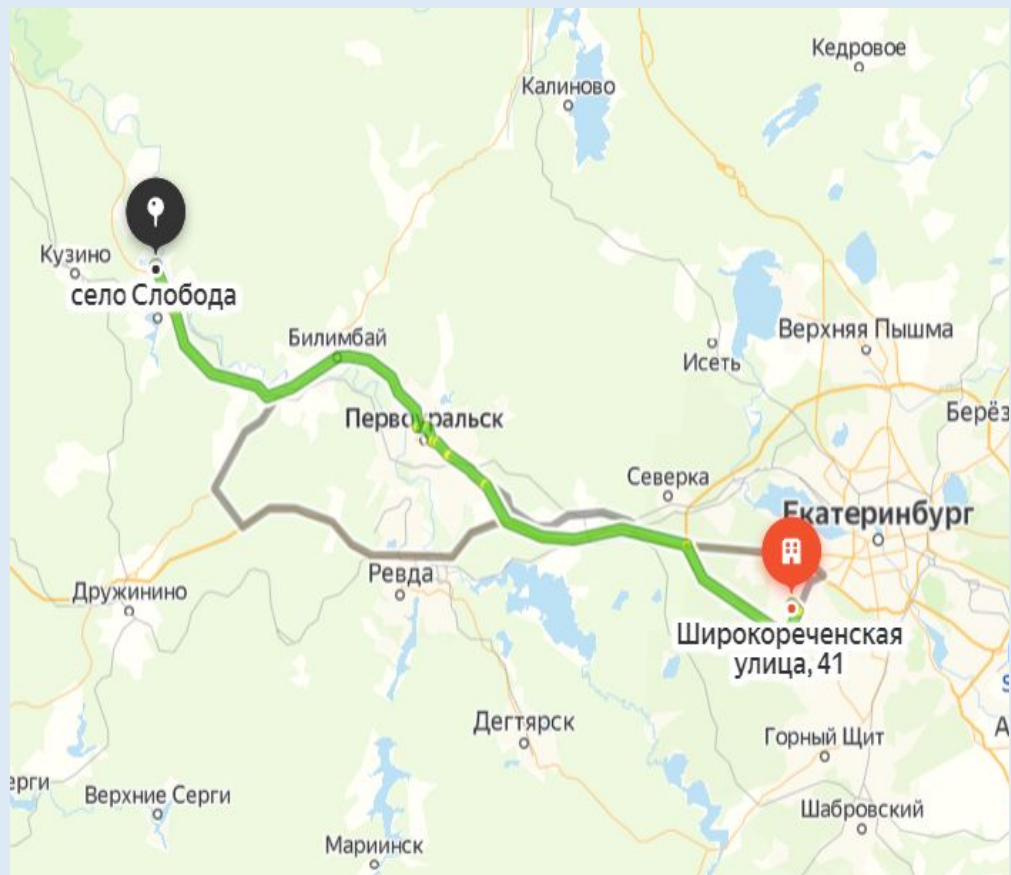 Кедровое
Калиново
Кузино
село Слобода
Билимбай
Верхняя Пышма
Исеть
Первоуральск
Берёз
Северка
Екатеринбург
Ревда
Дружинино
Широкореченская
улица, 41
Дегтярск
Горный Щит
А
ерги
Верхние Серги
Шабровский
Мариинск